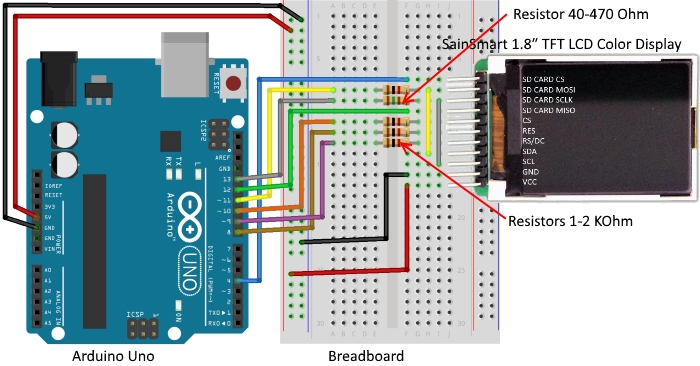 Resistor 40-470 Ohm
SainSmart 1.8” TFT LCD Color Display
SD CARD CS
SD CARD MOSI
SD CARD SCLK
SD CARD MISO
CS
RES
RS/DC
SDA
SCL
GND
VCC
Resistors 1-2 KOhm
RESET
ICSP2
AREF
GND
13
12
~11
~10
~9
8
7
~6
~5
4
~3
2
TXD▶1
RXD◀0
RX
TX
L
ON
IOREF
RESET
3V3
5V
GND
GND
VIN
POWER
A0
A1
A2
A3
A4
A5
ANALOG IN
ICSP
Arduino™
UNO
DIGITAL (PWM~)
Arduino Uno
Breadboard